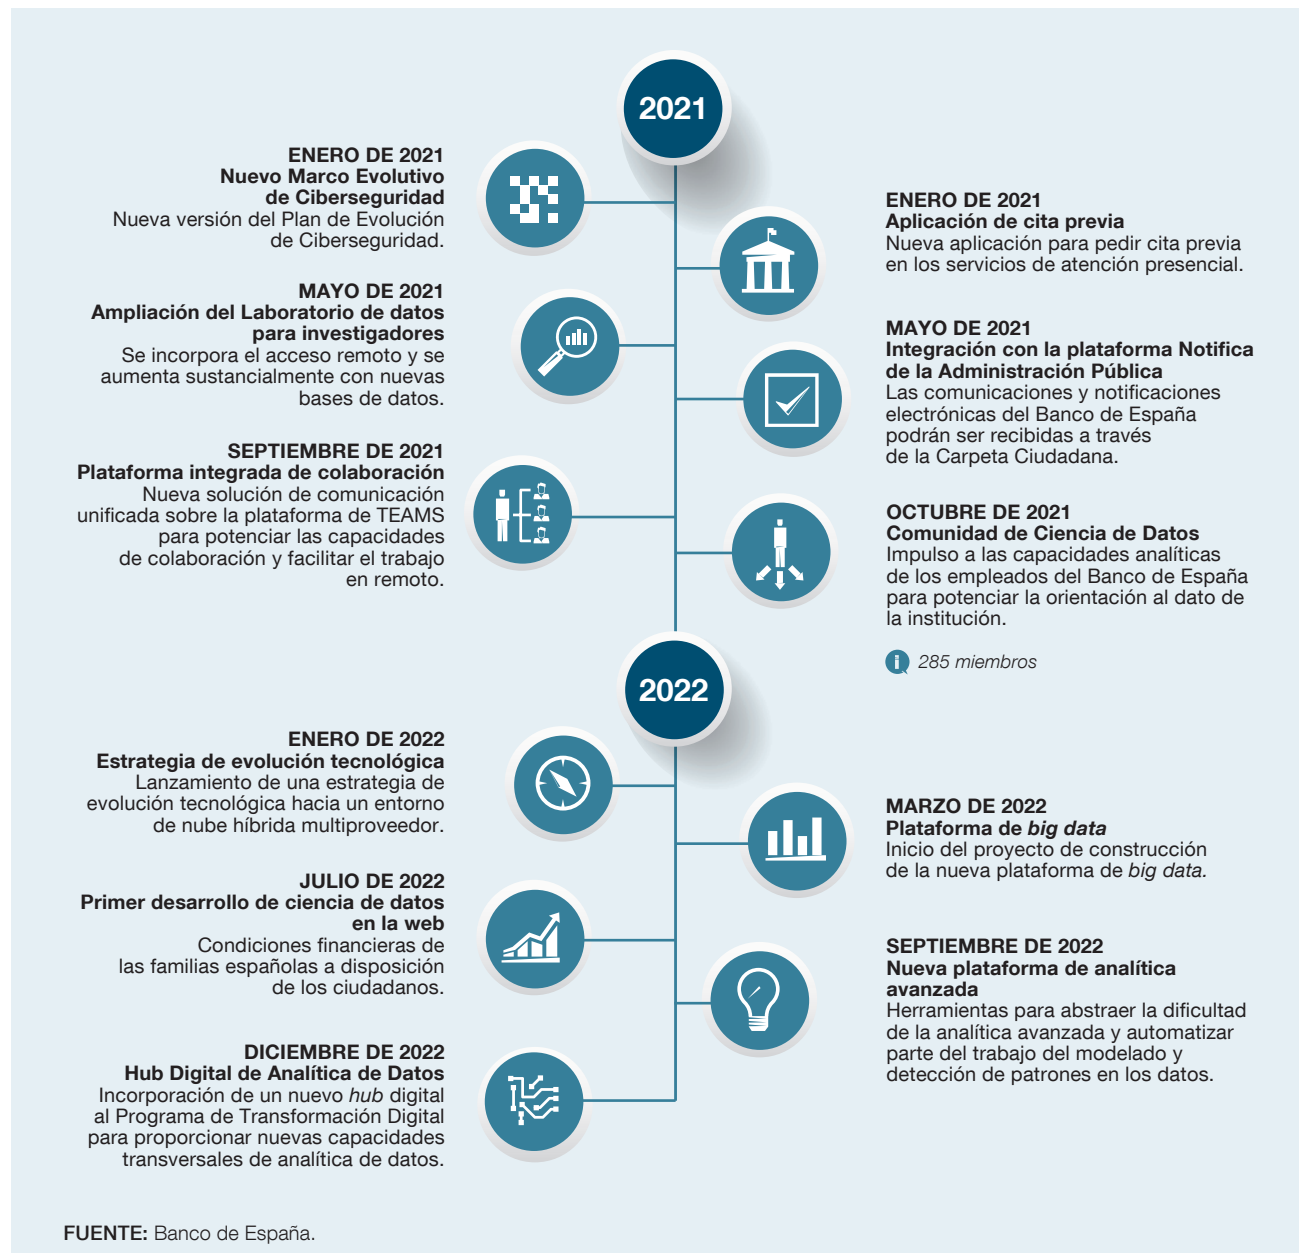 2021
ENERO DE 2021
Nuevo Marco Evolutivo
de Ciberseguridad
Nueva versión del Plan de Evolución
de Ciberseguridad.
ENERO DE 2021
Aplicación de cita previa
Nueva aplicación para pedir cita previa
en los servicios de atención presencial.
MAYO DE 2021
Ampliación del Laboratorio de datos
para investigadores
Se incorpora el acceso remoto y se
aumenta sustancialmente con nuevas
bases de datos.
MAYO DE 2021
Integración con la plataforma Notifica
de la Administración Pública
Las comunicaciones y notificaciones
electrónicas del Banco de España
podrán ser recibidas a través
de la Carpeta Ciudadana.
SEPTIEMBRE DE 2021
Plataforma integrada de colaboración
Nueva solución de comunicación
unificada sobre la plataforma de TEAMS
para potenciar las capacidades
de colaboración y facilitar el trabajo
en remoto.
OCTUBRE DE 2021
Comunidad de Ciencia de Datos
Impulso a las capacidades analíticas
de los empleados del Banco de España
para potenciar la orientación al dato de
la institución.
i 285 miembros
2022
ENERO DE 2022
Estrategia de evolución tecnológica
Lanzamiento de una estrategia de
evolución tecnológica hacia un entorno
de nube híbrida multiproveedor.
MARZO DE 2022
Plataforma de big data
Inicio del proyecto de construcción
de la nueva plataforma de big data.
JULIO DE 2022
Primer desarrollo de ciencia de datos
en la web
Condiciones financieras de
las familias españolas a disposición
de los ciudadanos.
SEPTIEMBRE DE 2022
Nueva plataforma de analítica
avanzada
Herramientas para abstraer la dificultad
de la analítica avanzada y automatizar
parte del trabajo del modelado y
detección de patrones en los datos.
DICIEMBRE DE 2022
Hub Digital de Analítica de Datos
Incorporación de un nuevo hub digital
al Programa de Transformación Digital
para proporcionar nuevas capacidades
transversales de analítica de datos.
FUENTE: Banco de España.